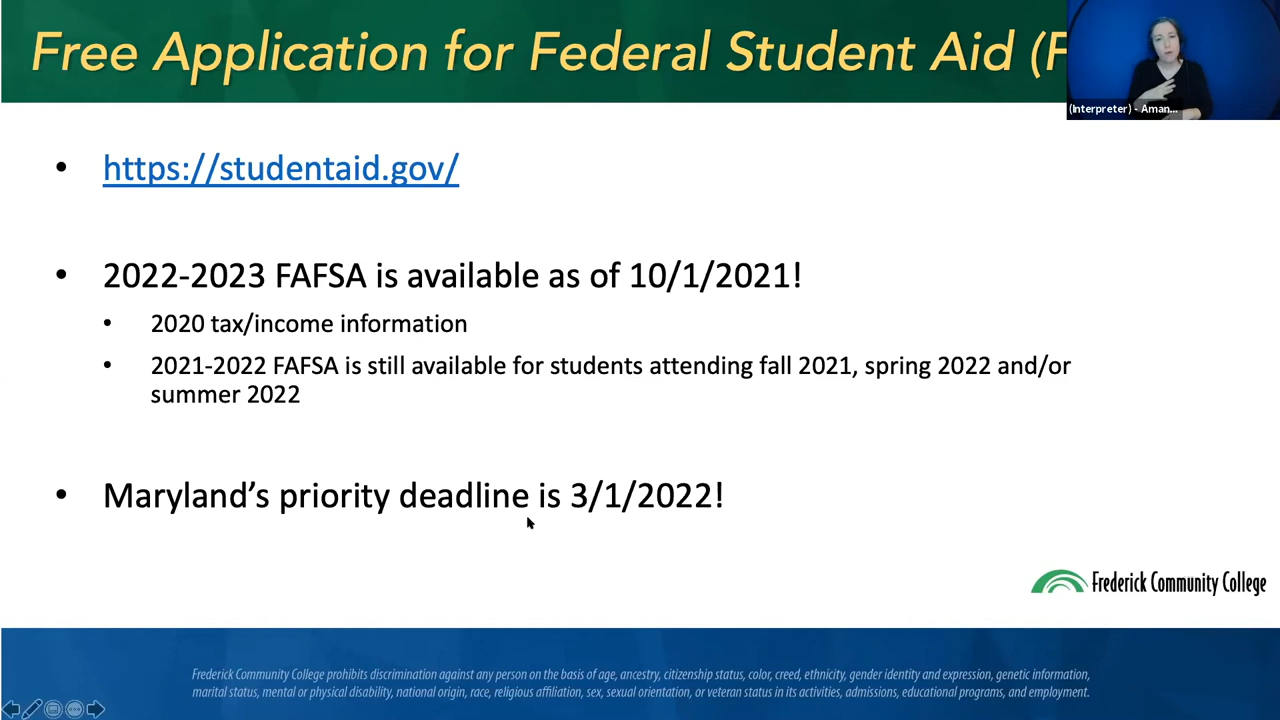 Free Application for Federal Student Aid (F
(Interpreter) - Aman...
• https://studentaid.gov/
• 2022-2023 FAFSA is available as of 10/1/2021!
• 2020 tax/income information
• 2021-2022 FAFSA is still available for students attending fall 2021, spring 2022 and/or
summer 2022
• Maryland’s priority deadline is 3/1/2022!
Frederick Community College
Frederick Community College prohibits discrimination against any person on the basis of age, ancestry, citizenship status, color, creed, ethnicity, gender identity and expression, genetic information,
marital status, mental or physical disability, national origin, race, religious affiliation, sex, sexual orientation, or veteran status in its activities, admissions, educational programs, and employment.